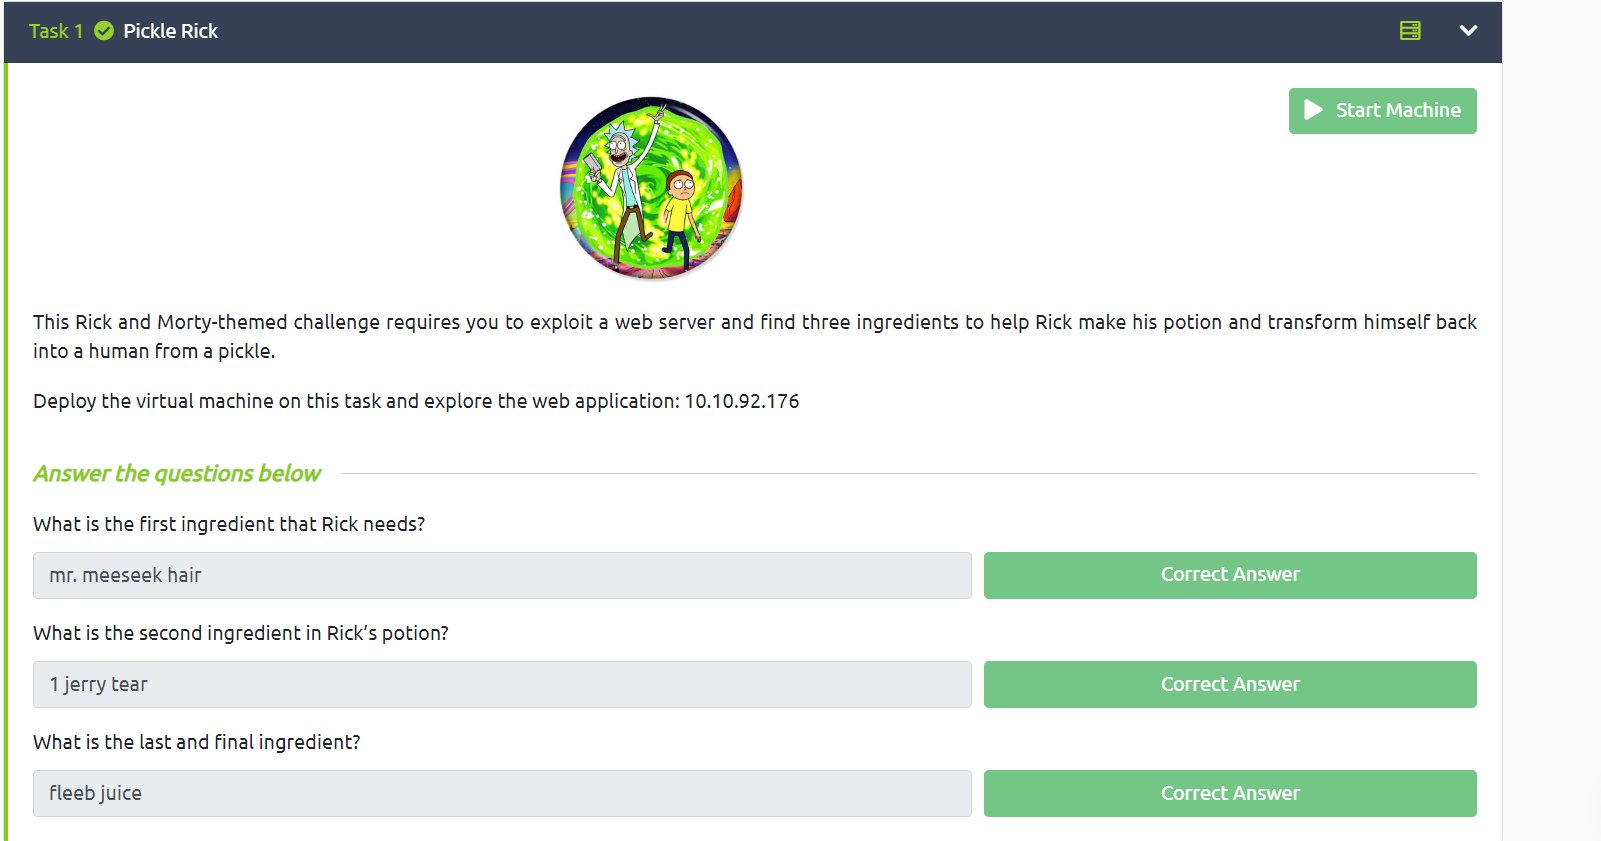 Task 1 Pickle Rick
Start Machine
This Rick and Morty-themed challenge requires you to exploit a web server and find three ingredients to help Rick make his potion and transform himself back
into a human from a pickle.
Deploy the virtual machine on this task and explore the web application: 10.10.92.176
Answer the questions below
What is the first ingredient that Rick needs?
mr. meeseek hair Correct Answer
What is the second ingredient in Rick’s potion?
1 jerry tear Correct Answer
What is the last and final ingredient?
fleeb juice Correct Answer